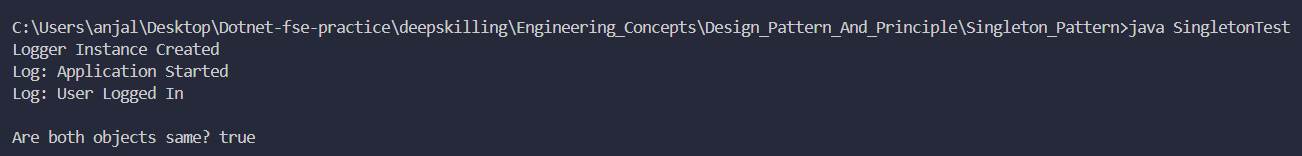 C:\Users\anjal\Desktop\Dotnet-fse-practice\deepskilling\Engineering_Concepts\Design_Pattern_And_Principle\Singleton_Pattern>java SingletonTest
Logger Instance Created
Log: Application Started
Log: User Logged In
Are both objects same? true